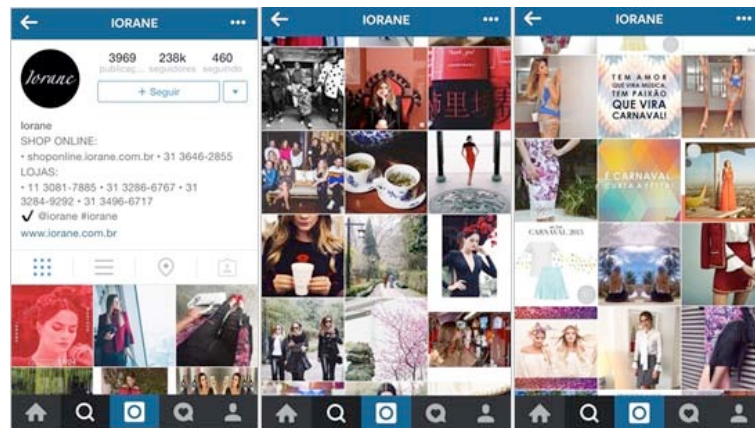 IORANE
Iorane
3969 238k 460
publicaç... seguidores seguindo
+ Seguir
Iorane
SHOP ONLINE:
• shoponline.iorane.com.br • 31 3646-2855
LOJAS:
• 11 3081-7885 • 31 3286-6767 • 31
3284-9292 • 31 3496-6717
✔ @iorane #iorane
www.iorane.com.br
IORANE
Thank you!
IORANE
TEM AMOR
QUE VIRA MÚSICA,
TEM PAIXÃO
QUE VIRA
CARNAVAL!
É CARNAVAL
CURTA A FESTA!
CARNAVAL 2015